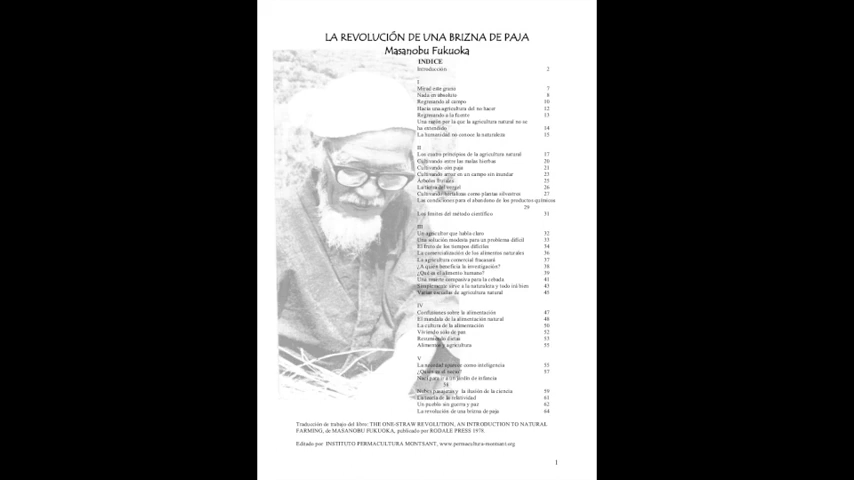 LA REVOLUCIÓN DE UNA BRIZNA DE PAJA
Masanobu Fukuoka
INDICE
Introducción 2
I
Mirad este grano 7
Nada en absoluto 8
Regresando al campo 10
Hacia una agricultura del no hacer 12
Regresando a la fuente 13
Una razón por la que la agricultura natural no se
ha extendido 14
La humanidad no conoce la naturaleza 15
II
Los cuatro principios de la agricultura natural 17
Cultivando entre las malas hierbas 20
Cultivando con paja 21
Cultivando arroz en un campo sin inundar 23
Árboles frutales 25
La tierra del vergel 26
Cultivando hortalizas como plantas silvestres 27
Las condiciones para el abandono de los productos químicos
29
Los límites del método científico 31
III
Un agricultor que habla claro 32
Una solución modesta para un problema difícil 33
El fruto de los tiempos difíciles 34
La comercialización de los alimentos naturales 36
La agricultura comercial fracasará 37
¿A quién beneficia la investigación? 38
¿Qué es el alimento humano? 39
Una muerte compasiva para la cebada 41
Simplemente sirve a la naturaleza y todo irá bien 43
Varias escuelas de agricultura natural 45
IV
Confusiones sobre la alimentación 47
El mandala de la alimentación natural 48
La cultura de la alimentación 50
Viviendo sólo de pan 52
Resumiendo dietas 53
Alimentos y agricultura 55
V
La necedad aparece como inteligencia 55
¿Quién es el necio? 57
Nací para ir a un jardín de infancia
58
Nubes pasajeras y la ilusión de la ciencia 59
La teoría de la relatividad 61
Un pueblo sin guerra y paz 62
La revolución de una brizna de paja 64
Traducción de trabajo del libro: THE ONE-STRAW REVOLUTION, AN INTRODUCTION TO NATURAL
FARMING, de MASANOBU FUKUOKA, publicado por RODALE PRESS 1978.
Editado por INSTITUTO PERMACULTURA MONTSANT, www.permacultura-montsant.org
1